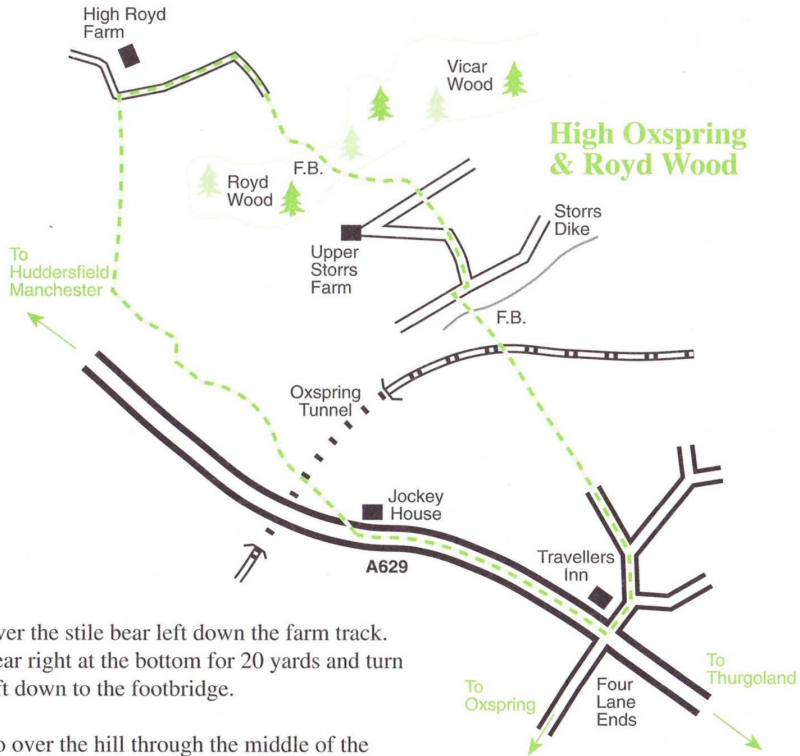 High Royd
Farm
Vicar
Wood
High Oxspring
& Royd Wood
F.B.
Royd
Wood
Storrs
Dike
Upper
Storrs
Farm
To
Huddersfield
Manchester
F.B.
Oxspring
Tunnel
Jockey
House
A629
Travellers
Inn
To
Oxspring
Four
Lane
Ends
To
Thurgoland
ver the stile bear left down the farm track.
ear right at the bottom for 20 yards and turn
ft down to the footbridge.
o over the hill through the middle of the